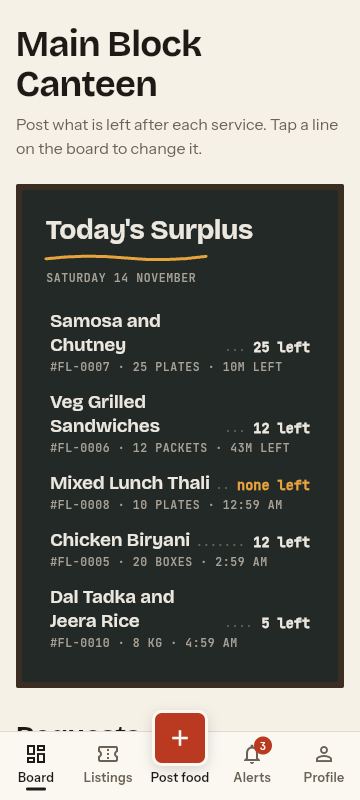 Main Block
Canteen
Post what is left after each service. Tap a line
on the board to change it.
Today's Surplus
SATURDAY 14 NOVEMBER
Samosa and
Chutney ... 25 left
#FL-0007 · 25 PLATES · 10M LEFT
Veg Grilled
Sandwiches ... 12 left
#FL-0006 · 12 PACKETS · 43M LEFT
Mixed Lunch Thali .. none left
#FL-0008 · 10 PLATES · 12:59 AM
Chicken Biryani ....... 12 left
#FL-0005 · 20 BOXES · 2:59 AM
Dal Tadka and
Jeera Rice .... 5 left
#FL-0010 · 8 KG · 4:59 AM
Requests
3
Board Listings Post food Alerts Profile